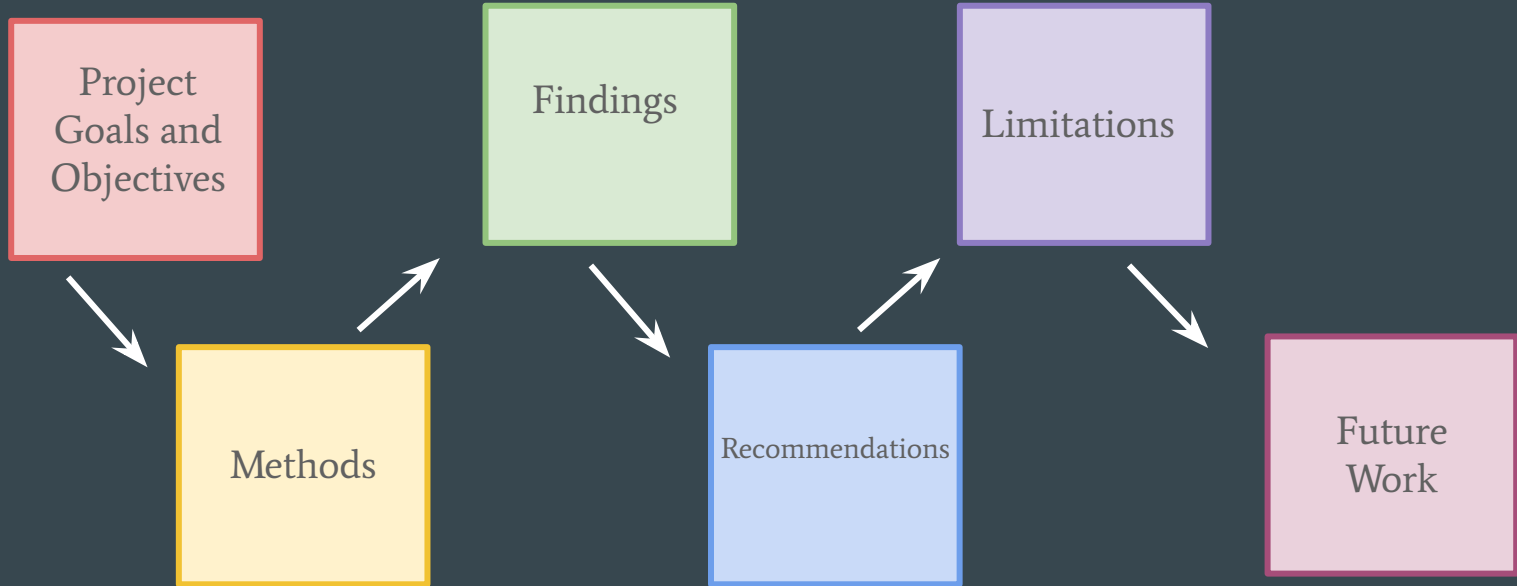 Project
Goals and
Objectives
Methods
Findings
Recommendations
Limitations
Future
Work